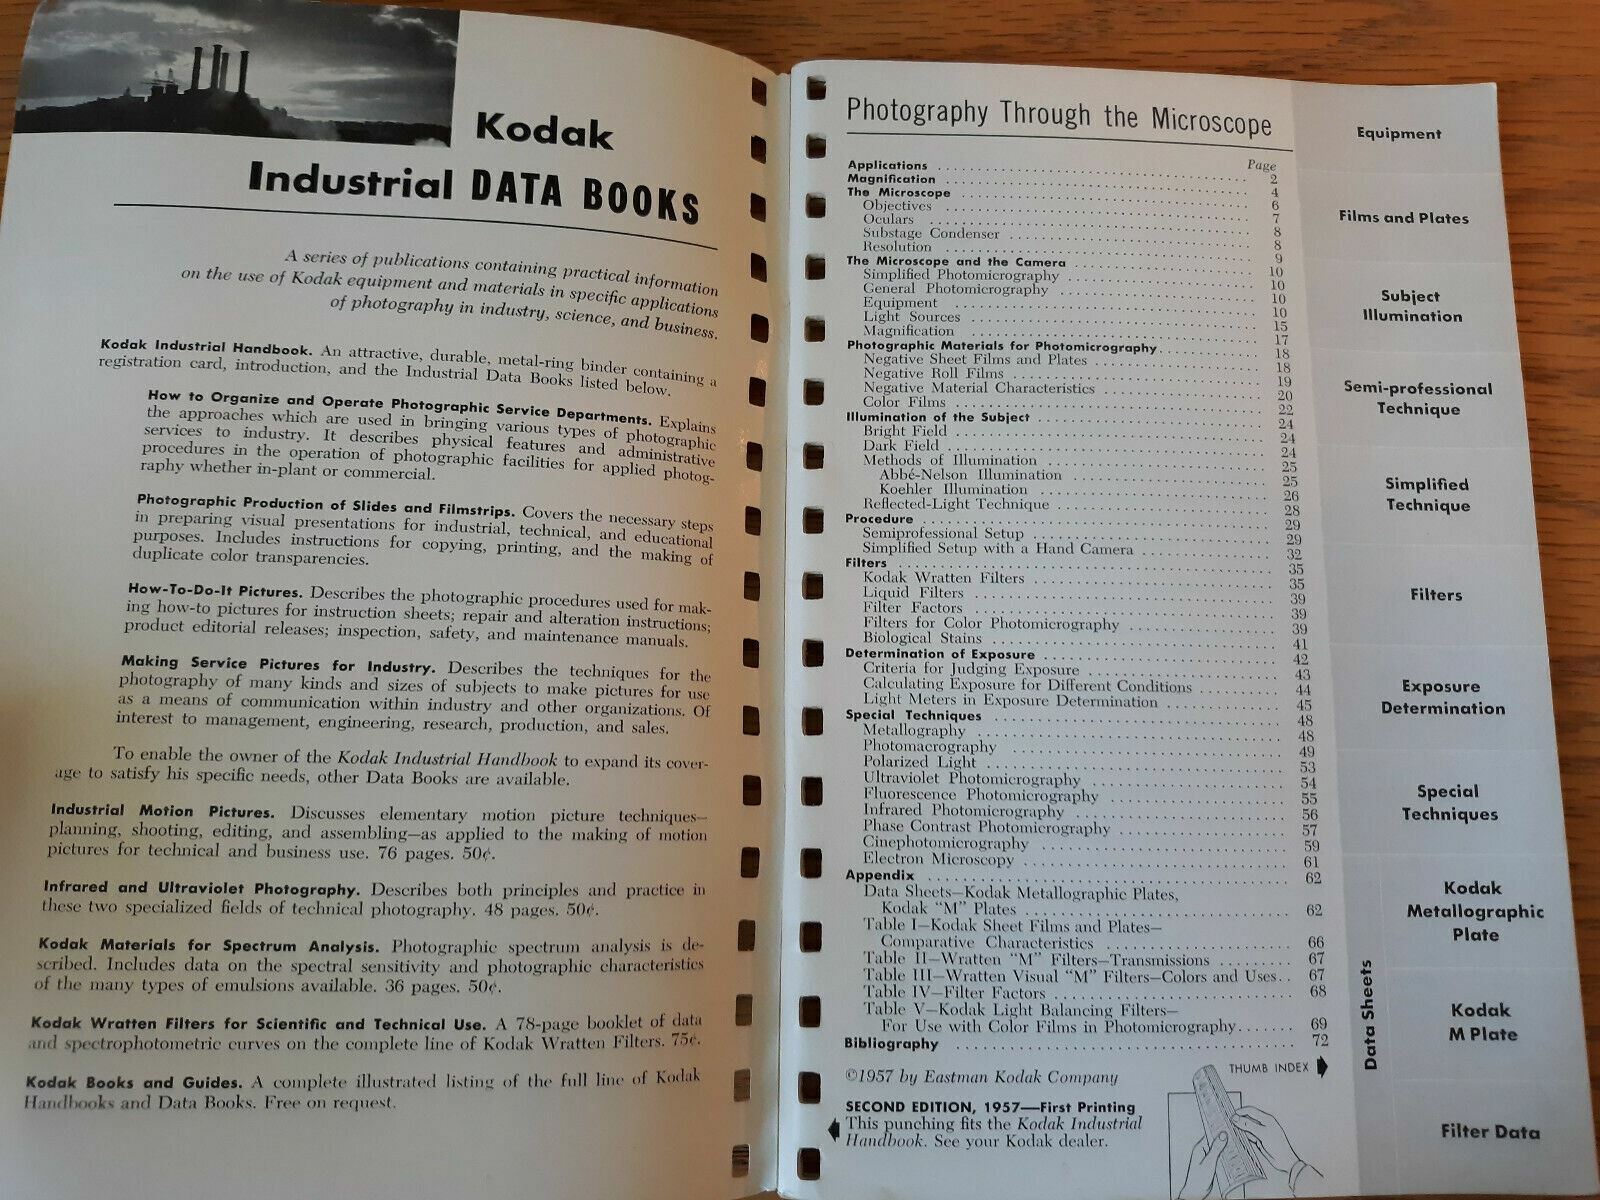 Kodak
Industrial DATA BOOKS
A series of publications containing practical information
on the use of Kodak equipment and materials in specific applications
of photography in industry, science, and business.
Kodak Industrial Handbook. An attractive, durable, metal-ring binder containing a
registration card, introduction, and the Industrial Data Books listed below.
How to Organize and Operate Photographic Service Departments. Explains
the approaches which are used in bringing various types of photographic
services to industry. It describes physical features and administrative
procedures in the operation of photographic facilities for applied photog-
raphy whether in-plant or commercial.
Photographic Production of Slides and Filmstrips. Covers the necessary steps
in preparing visual presentations for industrial, technical, and educational
purposes. Includes instructions for copying, printing, and the making of
duplicate color transparencies.
How-To-Do-It Pictures. Describes the photographic procedures used for mak-
ing how-to pictures for instruction sheets; repair and alteration instructions;
product editorial releases; inspection, safety, and maintenance manuals.
Making Service Pictures for Industry. Describes the techniques for the
photography of many kinds and sizes of subjects to make pictures for use
as a means of communication within industry and other organizations. Of
interest to management, engineering, research, production, and sales.
To enable the owner of the Kodak Industrial Handbook to expand its cover-
age to satisfy his specific needs, other Data Books are available.
Industrial Motion Pictures. Discusses elementary motion picture techniques—
planning, shooting, editing, and assembling—as applied to the making of motion
pictures for technical and business use. 76 pages. 50¢.
Infrared and Ultraviolet Photography. Describes both principles and practice in
these two specialized fields of technical photography. 48 pages. 50¢.
Kodak Materials for Spectrum Analysis. Photographic spectrum analysis is de-
scribed. Includes data on the spectral sensitivity and photographic characteristics
of the many types of emulsions available. 36 pages. 50¢.
Kodak Wratten Filters for Scientific and Technical Use. A 78-page booklet of data
and spectrophotometric curves on the complete line of Kodak Wratten Filters. 75¢.
Kodak Books and Guides. A complete illustrated listing of the full line of Kodak
Handbooks and Data Books. Free on request.
Photography Through the Microscope
Page
Applications 2
Magnification 4
The Microscope 6
Objectives 7
Oculars 8
Substage Condenser 8
Resolution 9
The Microscope and the Camera 10
Simplified Photomicrography 10
General Photomicrography 10
Equipment 10
Light Sources 15
Magnification 17
Photographic Materials for Photomicrography 18
Negative Sheet Films and Plates 18
Negative Roll Films 19
Negative Material Characteristics 20
Color Films 22
Illumination of the Subject 24
Bright Field 24
Dark Field 24
Methods of Illumination 25
Abbé-Nelson Illumination 25
Koehler Illumination 26
Reflected-Light Technique 28
Procedure 29
Semiprofessional Setup 29
Simplified Setup with a Hand Camera 32
Filters 35
Kodak Wratten Filters 35
Liquid Filters 39
Filter Factors 39
Filters for Color Photomicrography 39
Biological Stains 41
Determination of Exposure 42
Criteria for Judging Exposure 43
Calculating Exposure for Different Conditions 44
Light Meters in Exposure Determination 45
Special Techniques 48
Metallography 48
Photomacrography 49
Polarized Light 53
Ultraviolet Photomicrography 54
Fluorescence Photomicrography 55
Infrared Photomicrography 56
Phase Contrast Photomicrography 57
Cinephotomicrography 59
Electron Microscopy 61
Appendix 62
Data Sheets—Kodak Metallographic Plates,
Kodak "M" Plates 62
Table I—Kodak Sheet Films and Plates—
Comparative Characteristics 66
Table II—Wratten "M" Filters—Transmissions 67
Table III—Wratten Visual "M" Filters—Colors and Uses 67
Table IV—Filter Factors 68
Table V—Kodak Light Balancing Filters—
For Use with Color Films in Photomicrography 69
Bibliography 72
THUMB INDEX
©1957 by Eastman Kodak Company
SECOND EDITION, 1957—First Printing
This punching fits the Kodak Industrial
Handbook. See your Kodak dealer.
Equipment
Films and Plates
Subject
Illumination
Semi-professional
Technique
Simplified
Technique
Filters
Exposure
Determination
Special
Techniques
Data Sheets
Kodak
Metallographic
Plate
Kodak
M Plate
Filter Data